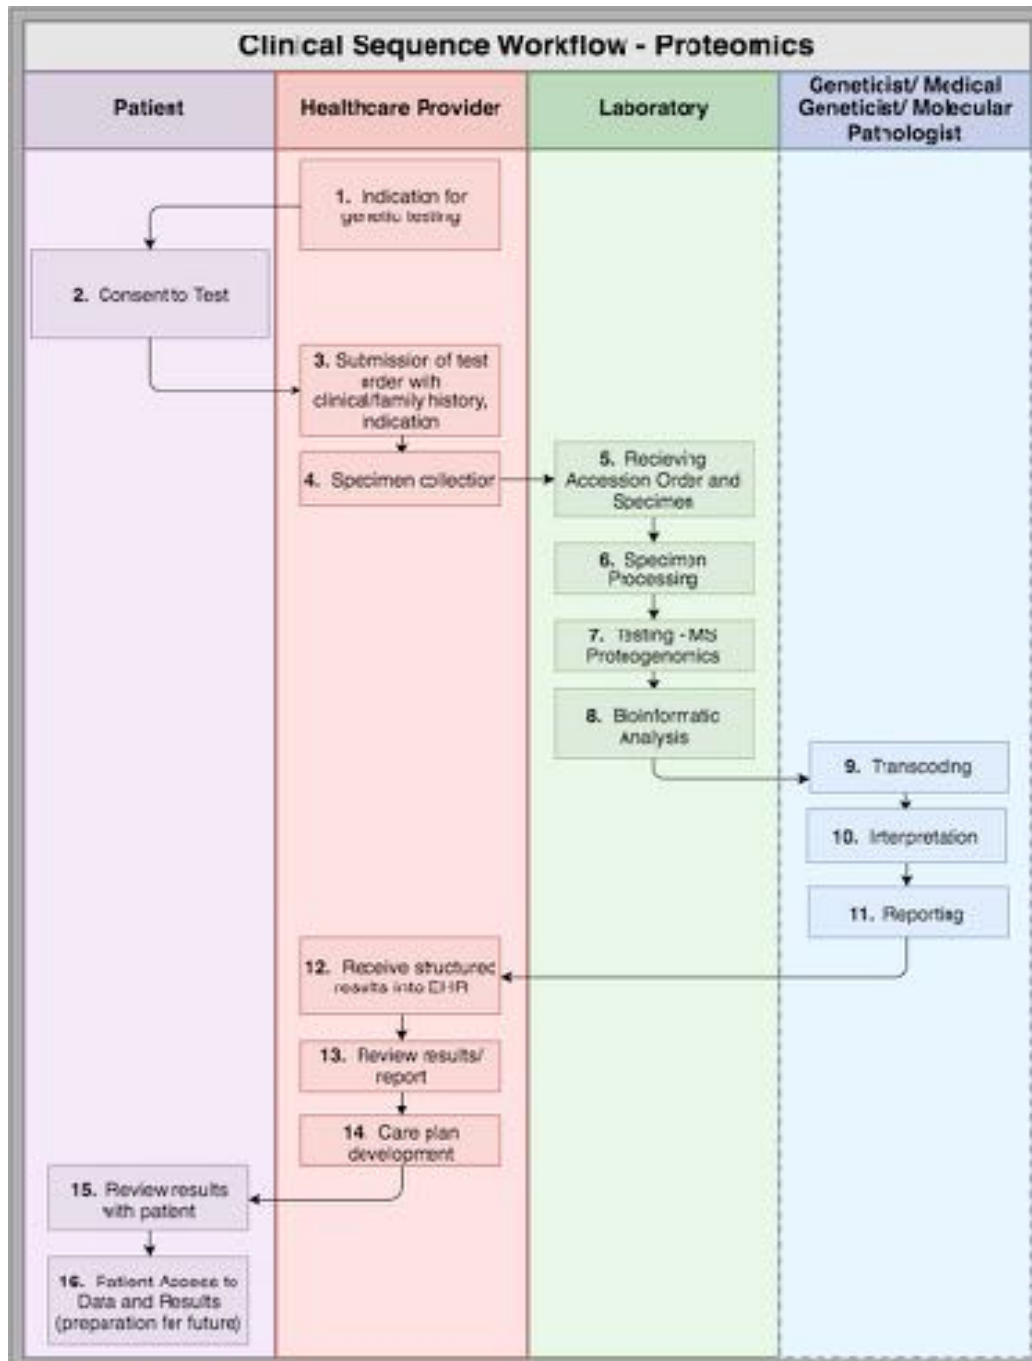 Clinical Sequence Workflow - Proteomics
Patient
Healthcare Provider
Laboratory
Geneticist/ Medical
Geneticist/ Molecular
Pathologist
1. Indication for
genetic testing
2. Consent to Test
3. Submission of test
order with
clinical/family history,
indication
4. Specimen collection
5. Recieving
Accession Order and
Specimen
6. Specimen
Processing
7. Testing - MS
Proteogenomics
8. Bioinformatic
Analysis
9. Transcoding
10. Interpretation
11. Reporting
12. Receive structured
results into EHR
13. Review results/
report
14. Care plan
development
15. Review results
with patient
16. Patient Access to
Data and Results
(preparation for future)